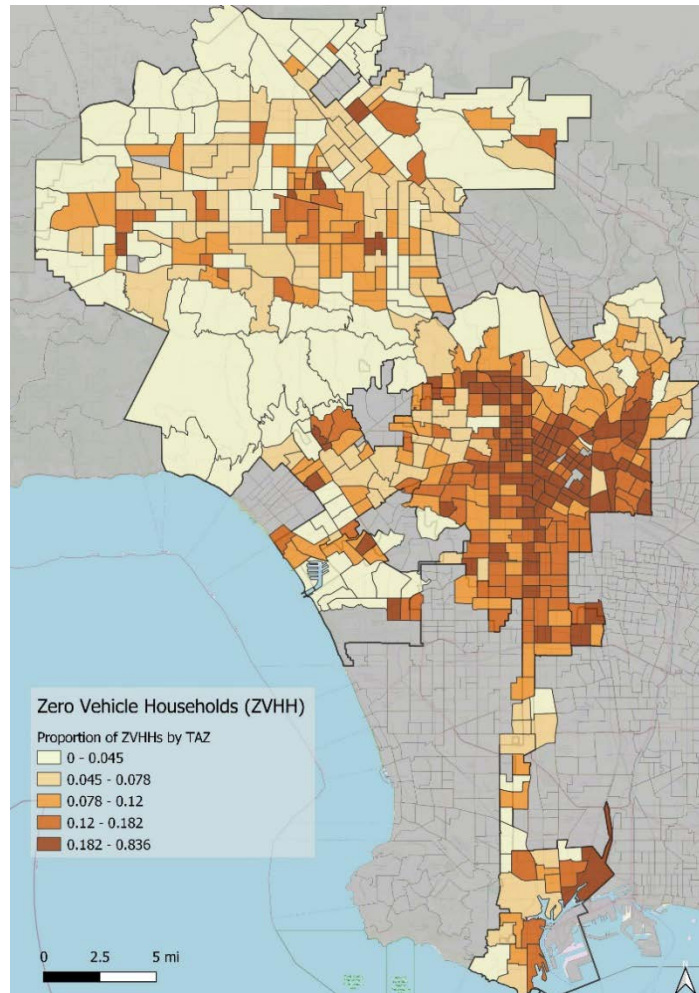 Zero Vehicle Households (ZVHH)
Proportion of ZVHHs by TAZ
0 - 0.045
0.045 - 0.078
0.078 - 0.12
0.12 - 0.182
0.182 - 0.836
0 2.5 5 mi